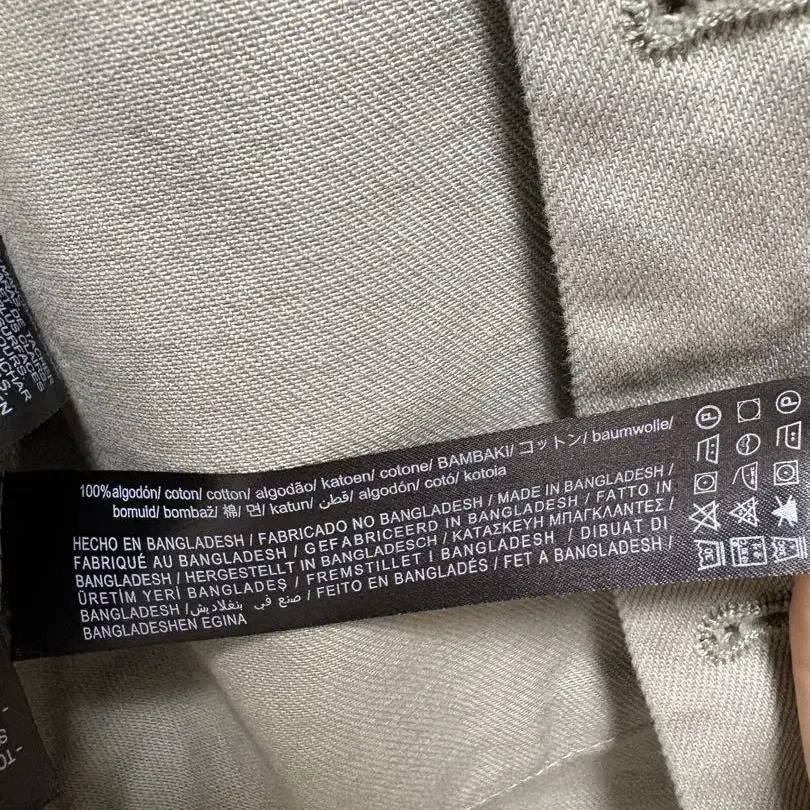 100%algodón/ coton/ cotton/ algodão/ katoen/ cotone/ BAMBAKI/ コットン/ baumwolle/
bomuld/ bombaž/ 棉/ 면/ katun/ قطن/ algodón/ cotó/ kotoia
HECHO EN BANGLADESH / FABRICADO NO BANGLADESH / MADE IN BANGLADESH /
FABRIQUÉ AU BANGLADESH / GEFABRICEERD IN BANGLADESH / FATTO IN
BANGLADESH / HERGESTELLT IN BANGLADESCH / ΚΑΤΑΣΚΕΥΗ ΜΠΑΓΚΛΑΝΤΕΣ /
ÜRETİM YERİ BANGLADEŞ / FREMSTILLET I BANGLADESH / DIBUAT DI
BANGLADESH / صنع في بنغلاديش / FEITO EN BANGLADÉS / FET A BANGLADESH /
BANGLADESHEN EGINA
SURFACES